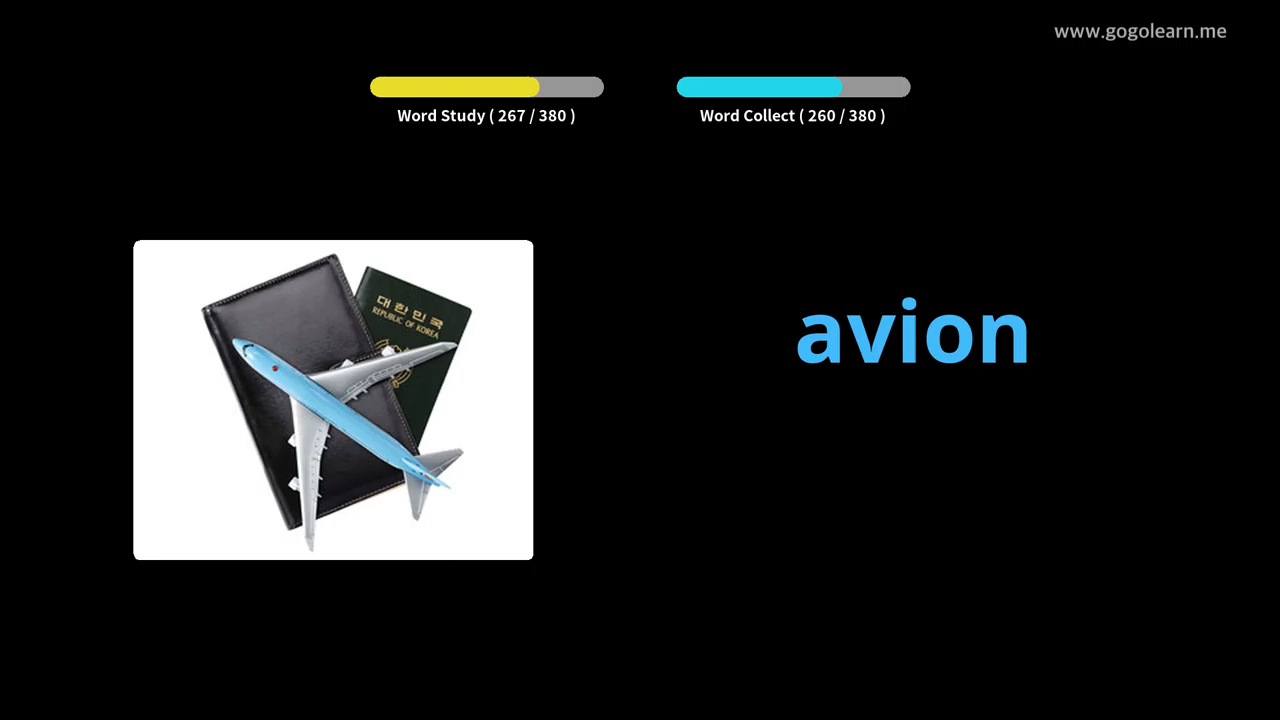 www.gogolearn.me
Word Study ( 267 / 380 )
Word Collect ( 260 / 380 )
대한민국
REPUBLIC OF KOREA
avion